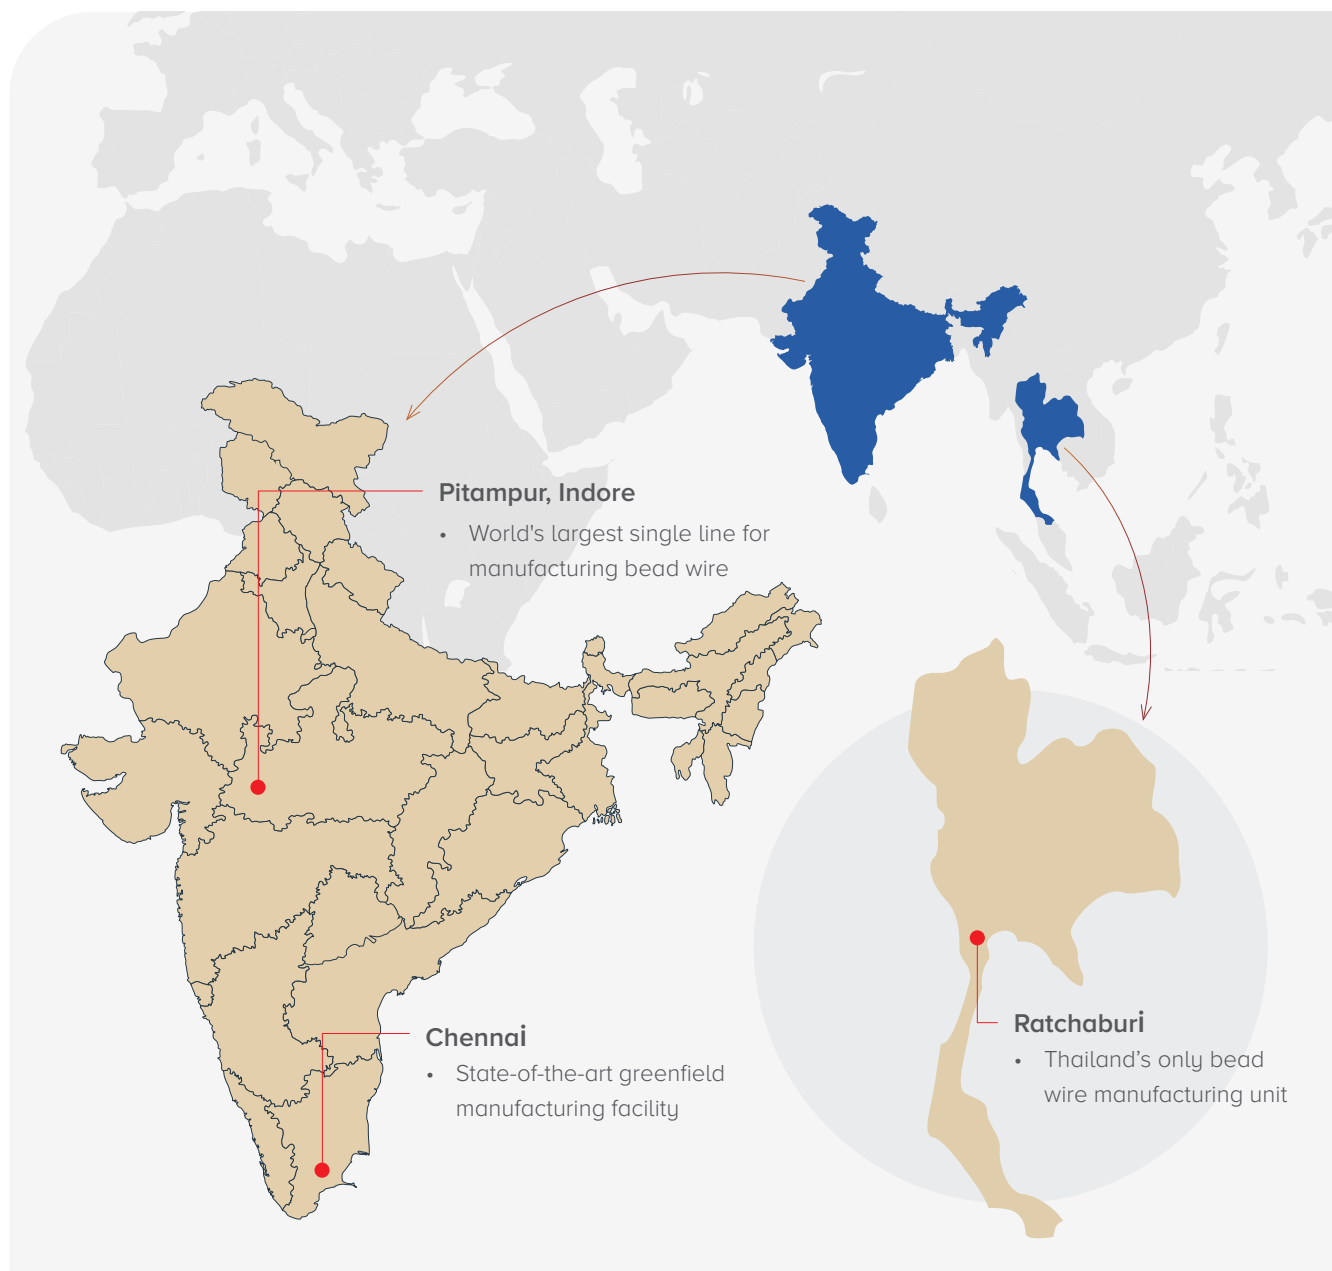 Pitampur, Indore
• World's largest single line for
manufacturing bead wire
Chennai
• State-of-the-art greenfield
manufacturing facility
Ratchaburi
• Thailand’s only bead
wire manufacturing unit